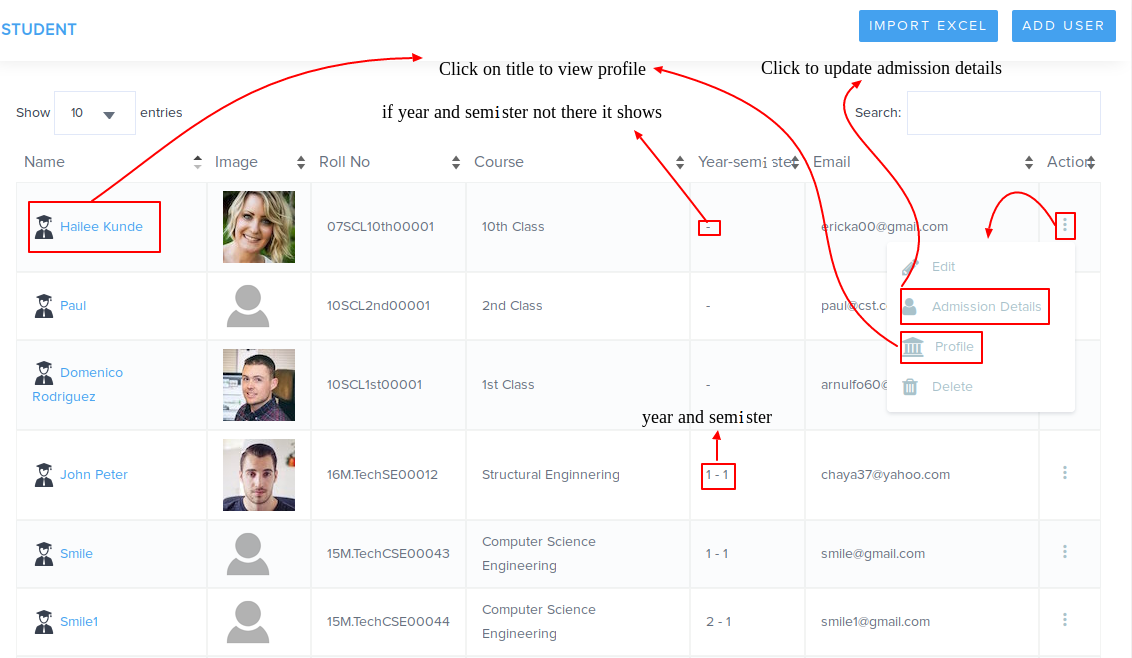 STUDENT
IMPORT EXCEL
ADD USER
Click on title to view profile
Click to update admission details
Show 10 entries
if year and semister not there it shows
Search:
Name Image Roll No Course Year-semi ste Email Action
Hailee Kunde 07SCL10th00001 10th Class - ericka00@gmail.com
Edit
Paul 10SCL2nd00001 2nd Class - paul@cst.c
Admission Details
Profile
Domenico
Rodriguez
10SCL1st00001 1st Class - arnulfo60@
Delete
year and semister
John Peter 16M.TechSE00012 Structural Enginnering 1 - 1 chaya37@yahoo.com
Smile 15M.TechCSE00043
Computer Science
Engineering
1 - 1 smile@gmail.com
Smile1 15M.TechCSE00044
Computer Science
Engineering
2 - 1 smile1@gmail.com